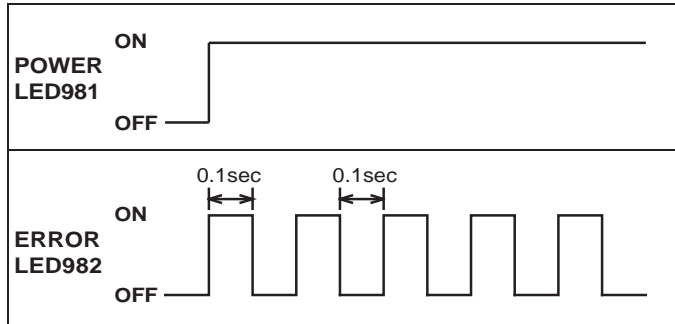 ON
POWER
LED981
OFF
0.1sec 0.1sec
ON
ERROR
LED982
OFF